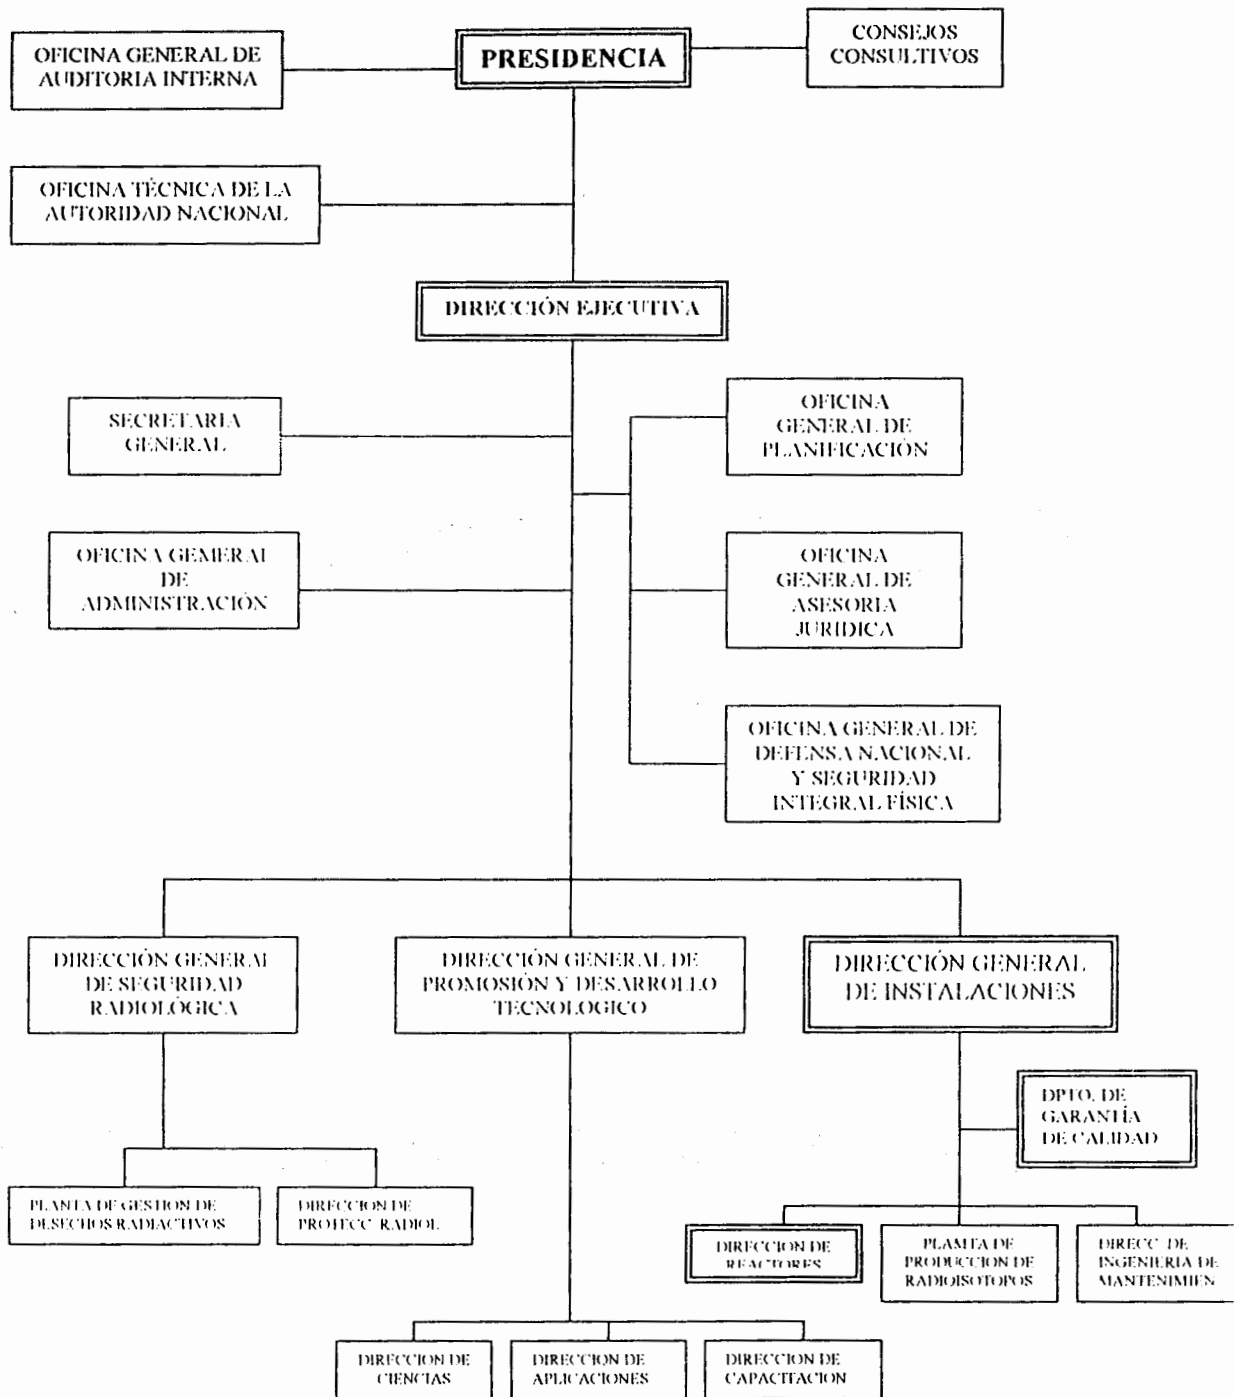 OFICINA GENERAL DE
AUDITORIA INTERNA
PRESIDENCIA
CONSEJOS
CONSULTIVOS
OFICINA TÉCNICA DE LA
AUTORIDAD NACIONAL
DIRECCIÓN EJECUTIVA
SECRETARIA
GENERAL
OFICINA
GENERAL DE
PLANIFICACIÓN
OFICINA GEMERAL
DE
ADMINISTRACIÓN
OFICINA
GENERAL DE
ASESORIA
JURIDICA
OFICINA GENERAL DE
DEFENSA NACIONAL
Y SEGURIDAD
INTEGRAL FÍSICA
DIRECCIÓN GENERAL
DE SEGURIDAD
RADIOLÓGICA
DIRECCIÓN GENERAL DE
PROMOSIÓN Y DESARROLLO
TECNOLOGICO
DIRECCIÓN GENERAL
DE INSTALACIONES
DPTO. DE
GARANTÍA
DE CALIDAD
PLANTA DE GESTION DE
DESECHOS RADIACTIVOS
DIRECCION DE
PROTECC. RADIOL
DIRECCION DE
REACTORES
PLAMTA DE
PRODUCCION DE
RADIOISOTOPOS
DIRECC. DE
INGENIERIA DE
MANTENIMIEN
DIRECCION DE
CIENCIAS
DIRECCION DE
APLICACIONES
DIRECCION DE
CAPACITACION